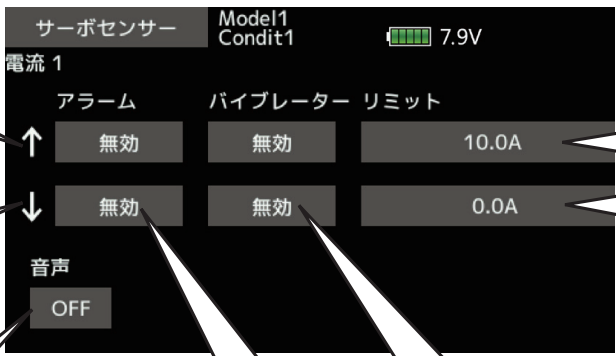 サーボセンサー
Model1
Condit1
7.9V
電流 1
アラーム バイブレーター リミット
↑ 無効 無効 10.0A
↓ 無効 無効 0.0A
音声
OFF